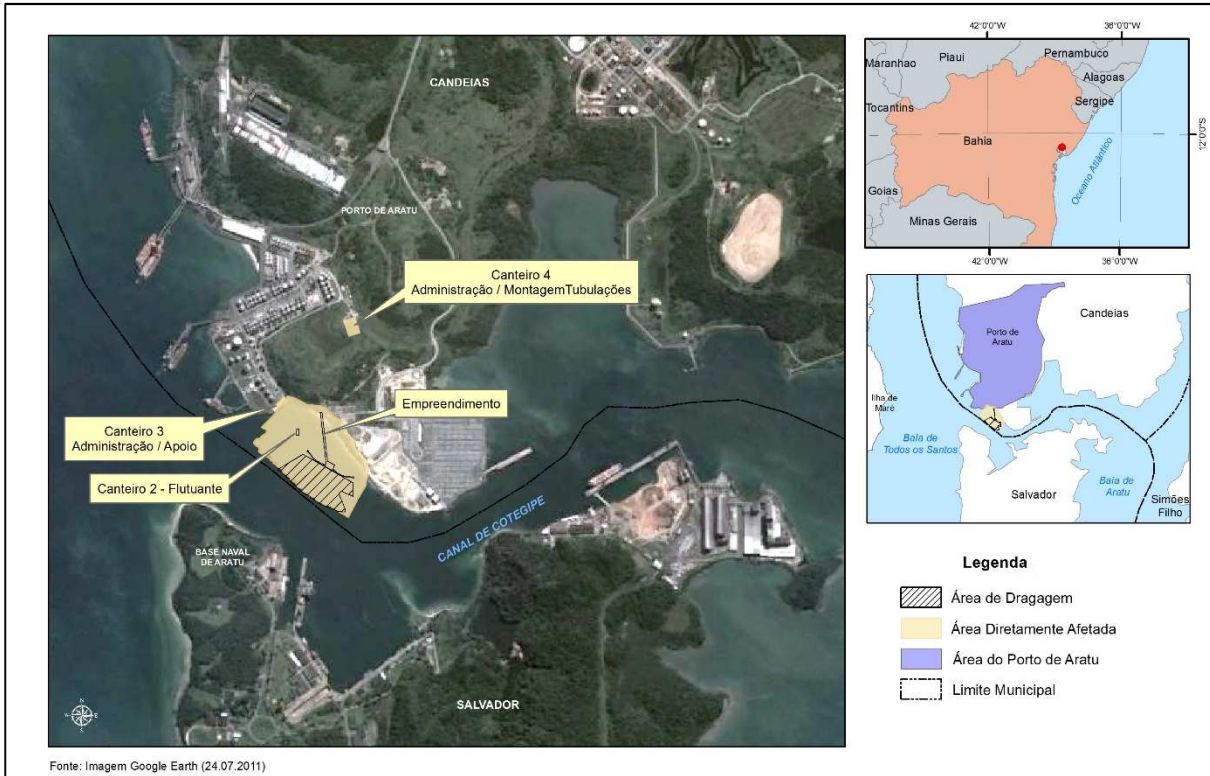 CANDEIAS
PORTO DE ARATU
Canteiro 4
Administração / MontagemTubulações
Empreendimento
Canteiro 3
Administração / Apoio
Canteiro 2 - Flutuante
CANAL DE COTEGIPE
BASE NAVAL
DE ARATU
SALVADOR
N
W
E
S
Fonte: Imagem Google Earth (24.07.2011)
42°0'0"W
38°0'0"W
Maranhao
Piaui
Pernambuco
Alagoas
Sergipe
Tocantins
Bahia
12°0'0"S
Oceano Atlântico
Goias
Minas Gerais
42°0'0"W
38°0'0"W
Porto de
Aratu
Candeias
Ilha de
Maré
Baia de
Todos os Santos
Salvador
Baia de
Aratu
Simões
Filho
Legenda
Área de Dragagem
Área Diretamente Afetada
Área do Porto de Aratu
Limite Municipal